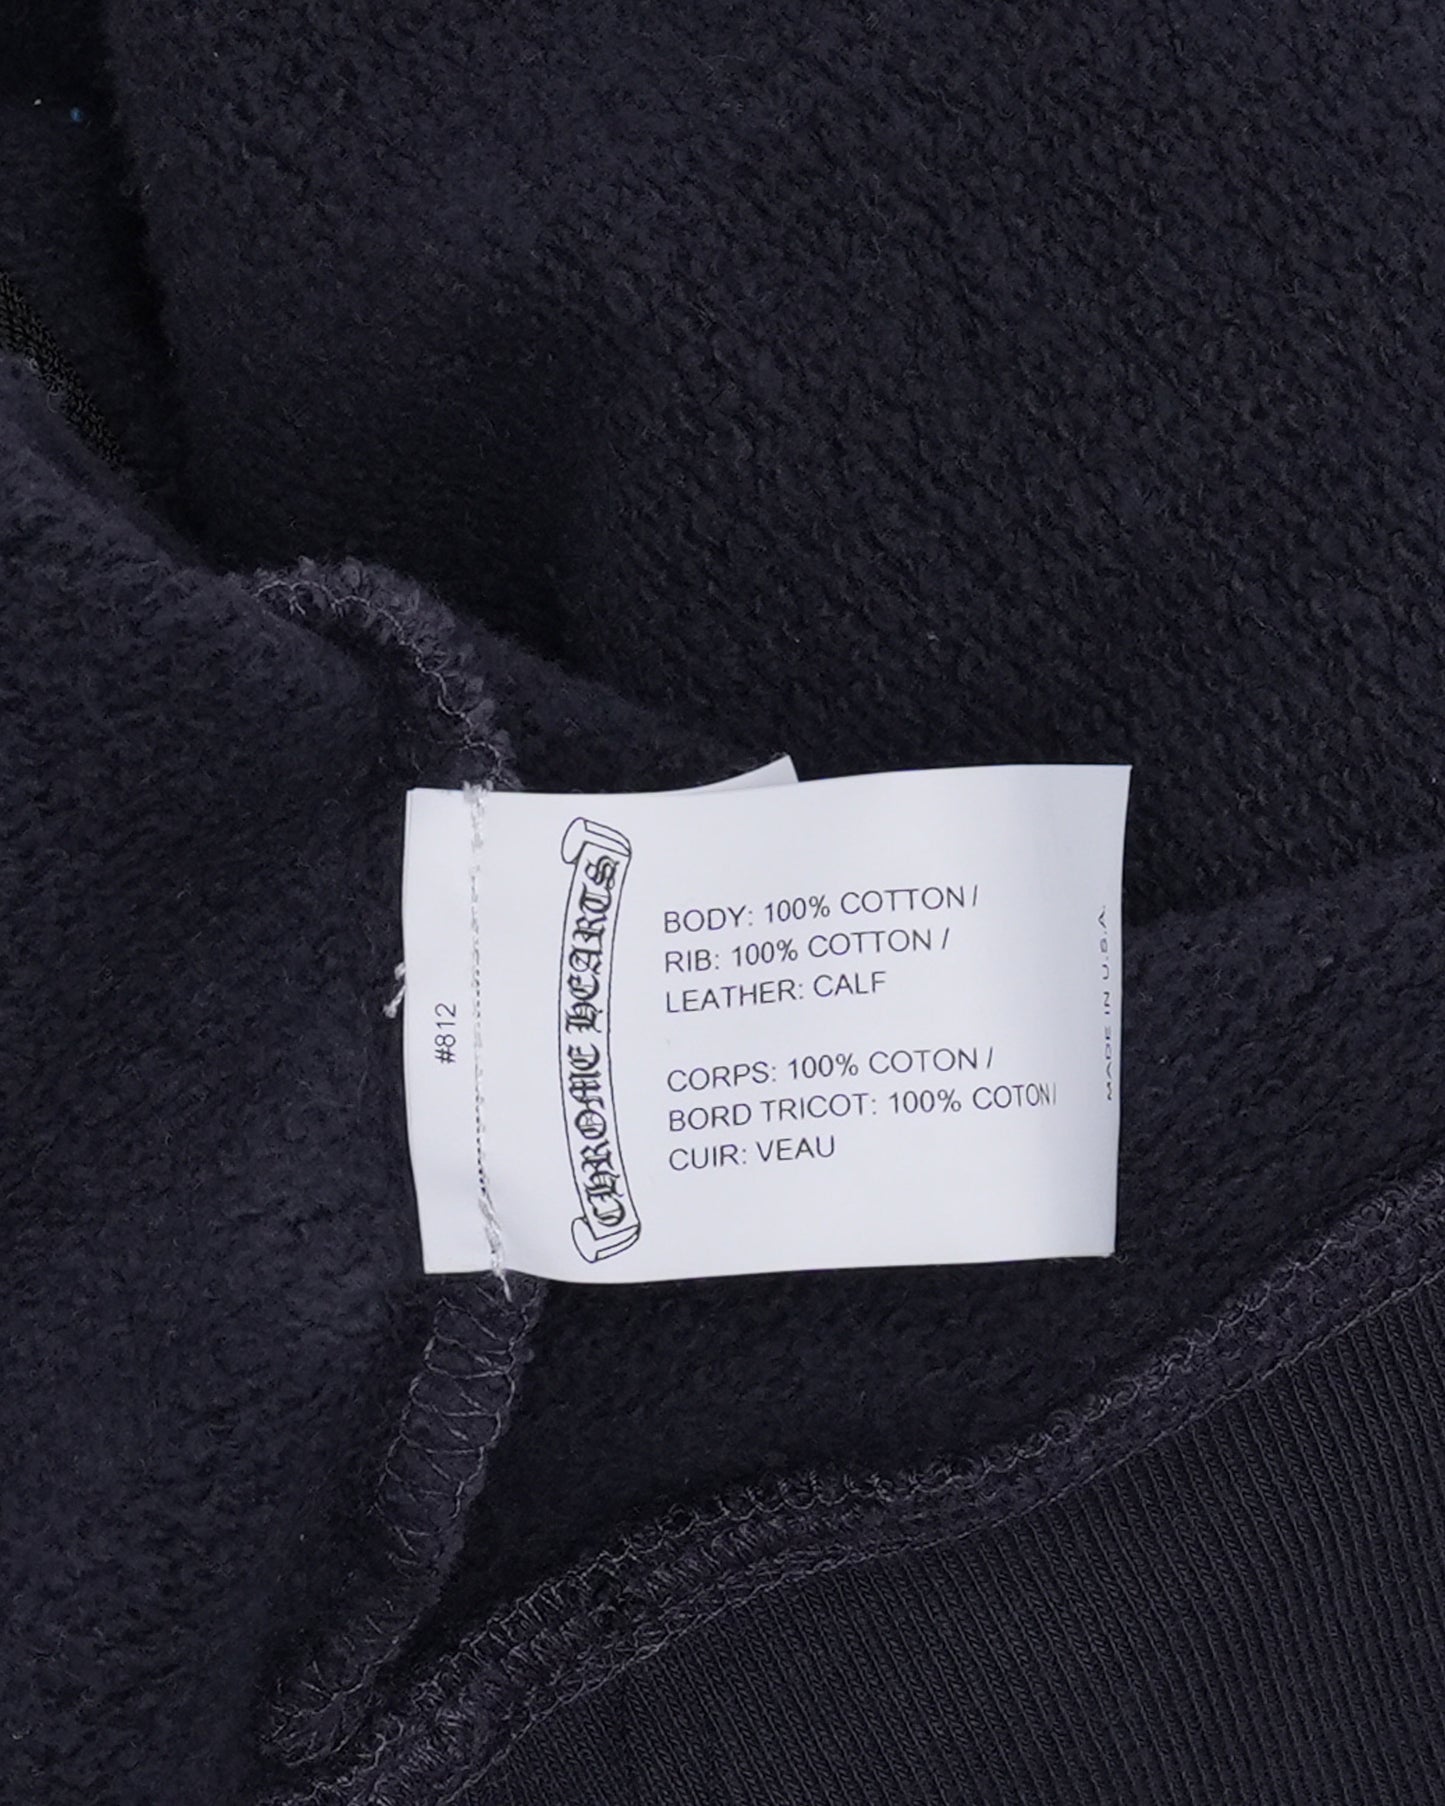 #812
CHROME HEARTS
BODY: 100% COTTON /
RIB: 100% COTTON /
LEATHER: CALF
CORPS: 100% COTON /
BORD TRICOT: 100% COTON/
CUIR: VEAU
MADE IN U.S.A.